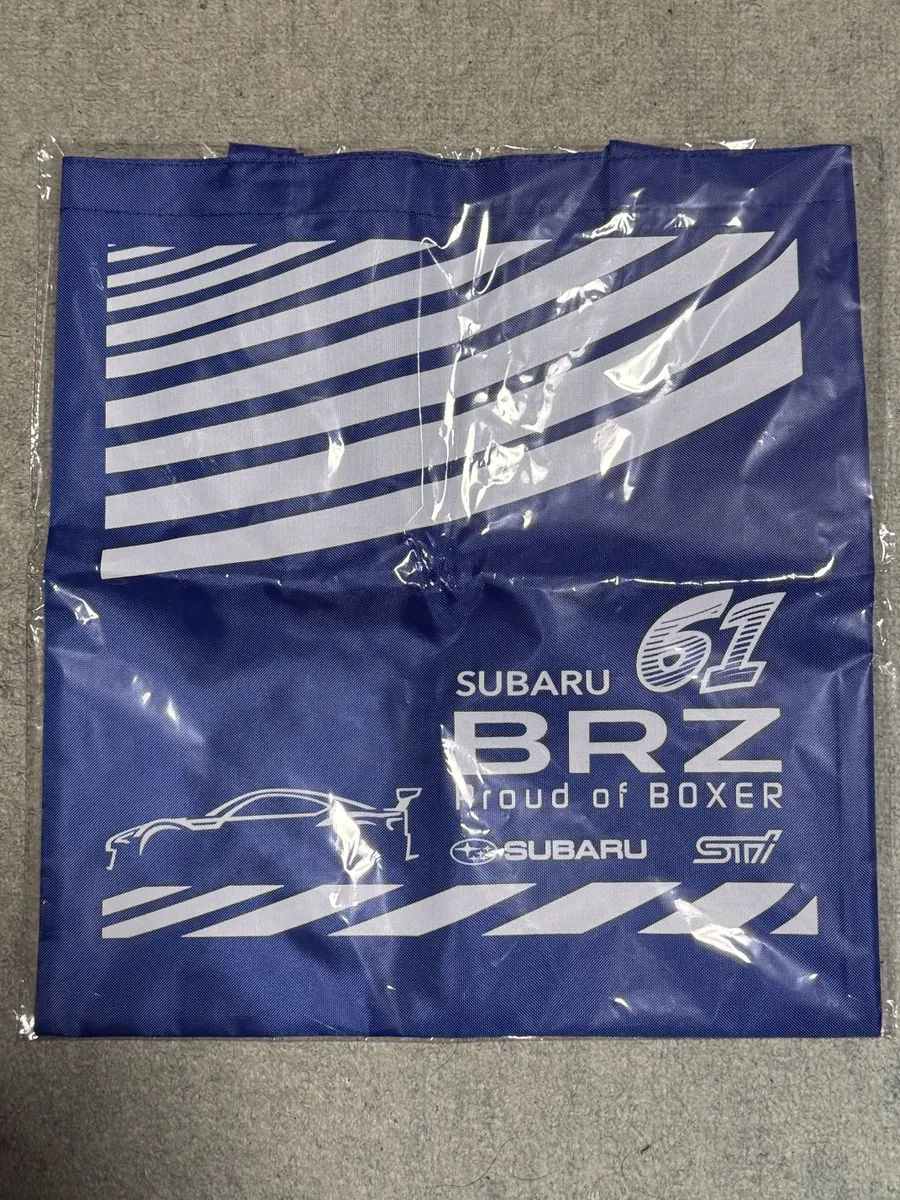 61
SUBARU
BRZ
Proud of BOXER
SUBARU STI